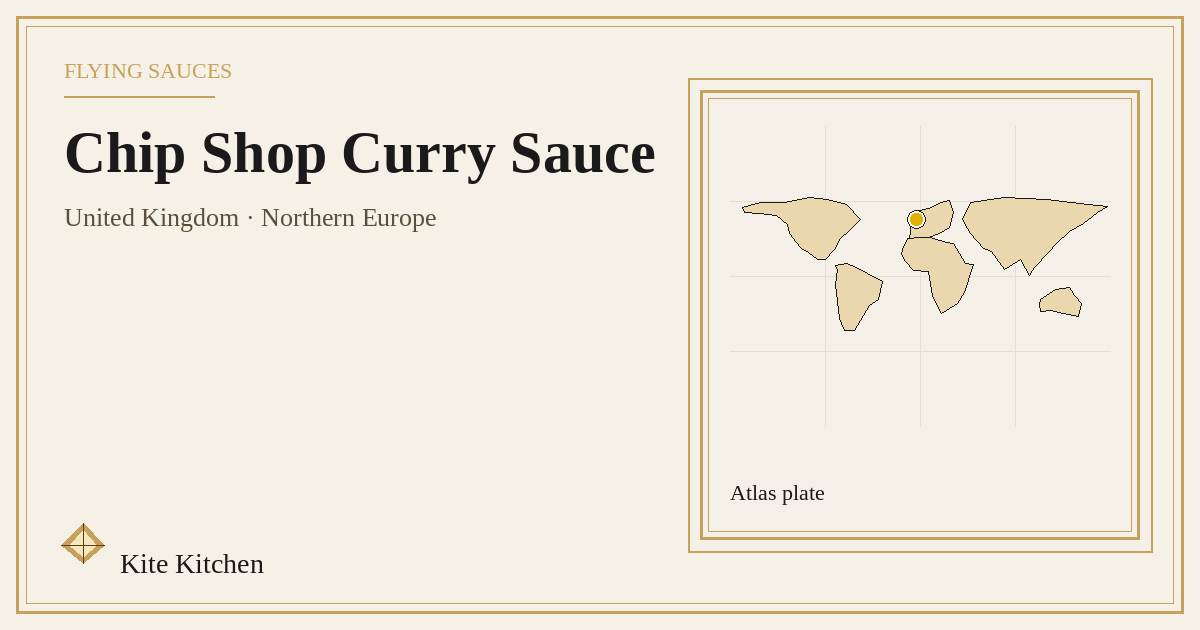 FLYING SAUCES
Chip Shop Curry Sauce
United Kingdom · Northern Europe
Atlas plate
Kite Kitchen